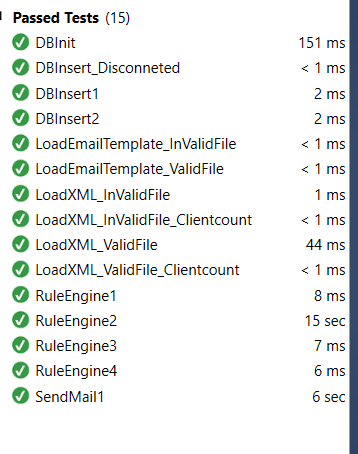 Passed Tests (15)
DBInit 151 ms
DBInsert_Disconneted < 1 ms
DBInsert1 2 ms
DBInsert2 2 ms
LoadEmailTemplate_InValidFile < 1 ms
LoadEmailTemplate_ValidFile < 1 ms
LoadXML_InValidFile 1 ms
LoadXML_InValidFile_Clientcount < 1 ms
LoadXML_ValidFile 44 ms
LoadXML_ValidFile_Clientcount < 1 ms
RuleEngine1 8 ms
RuleEngine2 15 sec
RuleEngine3 7 ms
RuleEngine4 6 ms
SendMail1 6 sec